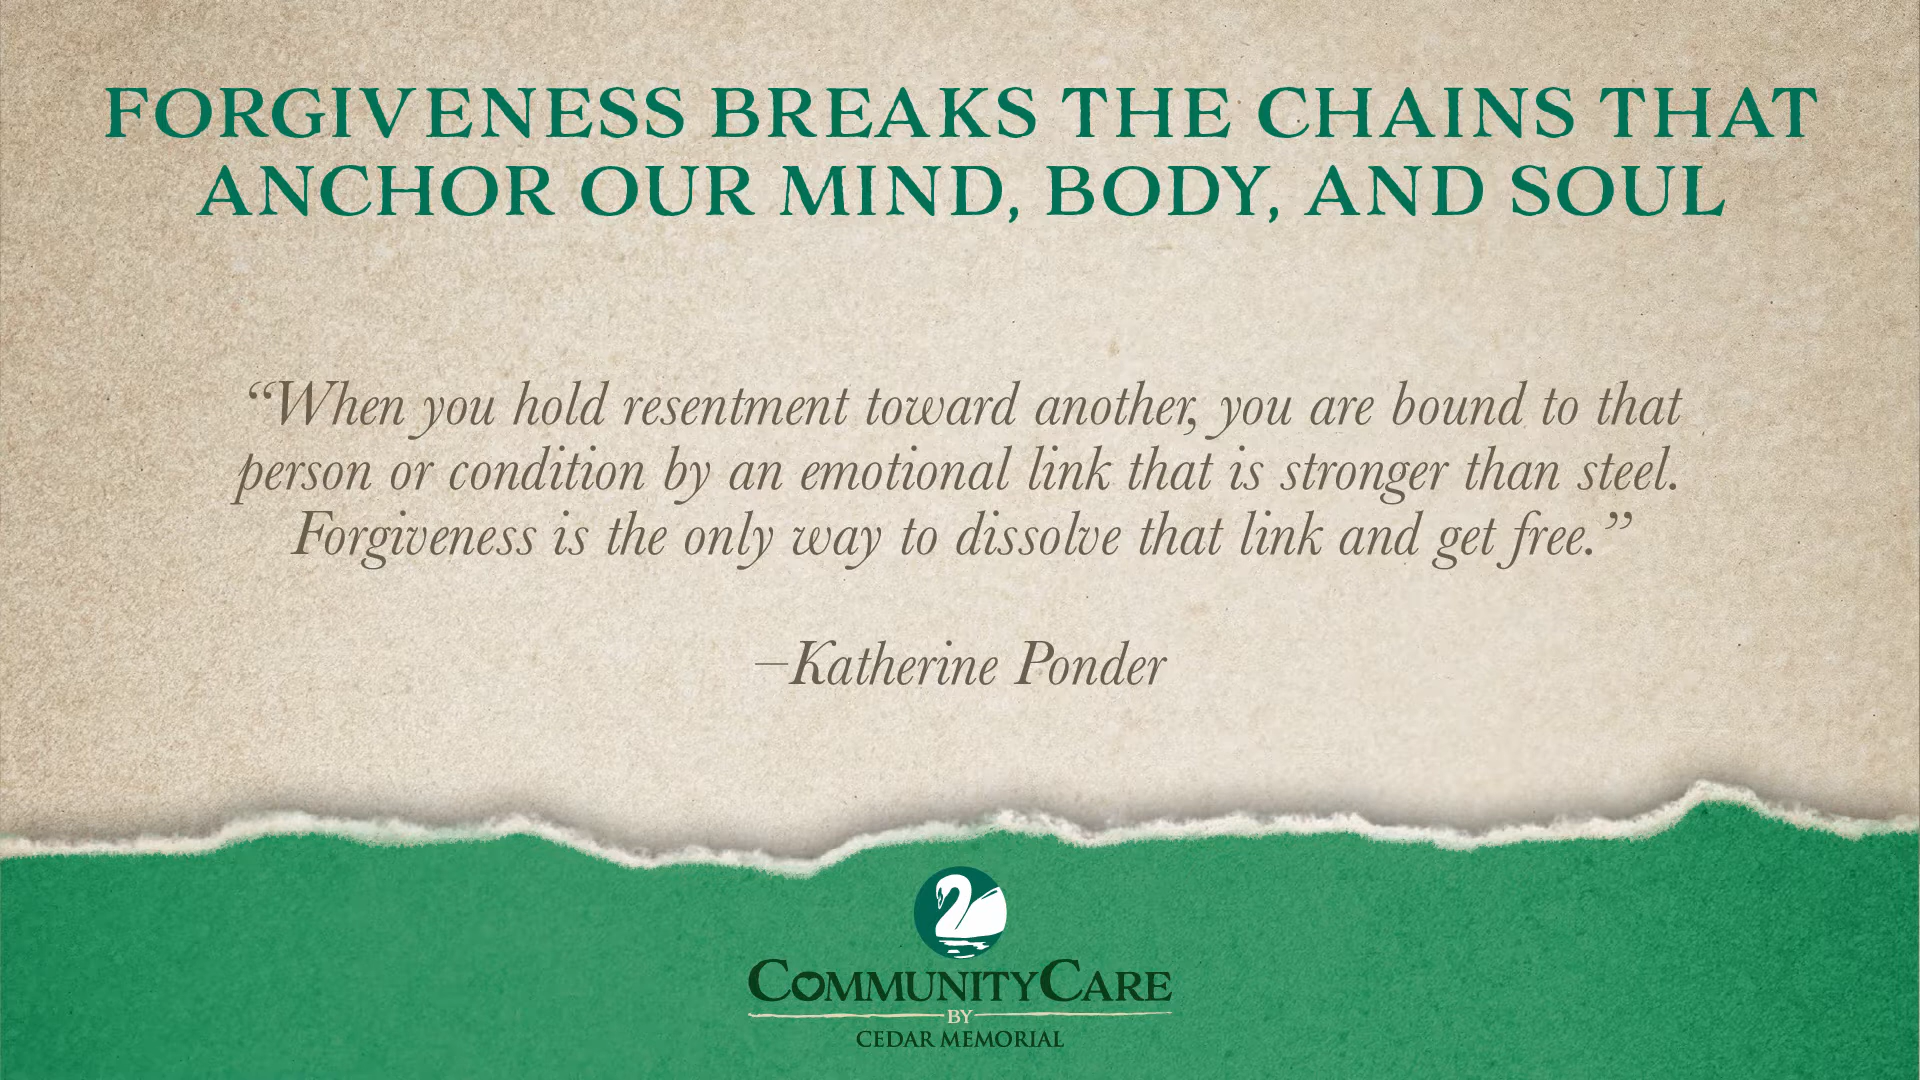 FORGIVENESS BREAKS THE CHAINS THAT
ANCHOR OUR MIND, BODY, AND SOUL
“When you hold resentment toward another, you are bound to that
person or condition by an emotional link that is stronger than steel.
Forgiveness is the only way to dissolve that link and get free.”
–Katherine Ponder
COMMUNITYCARE
BY
CEDAR MEMORIAL